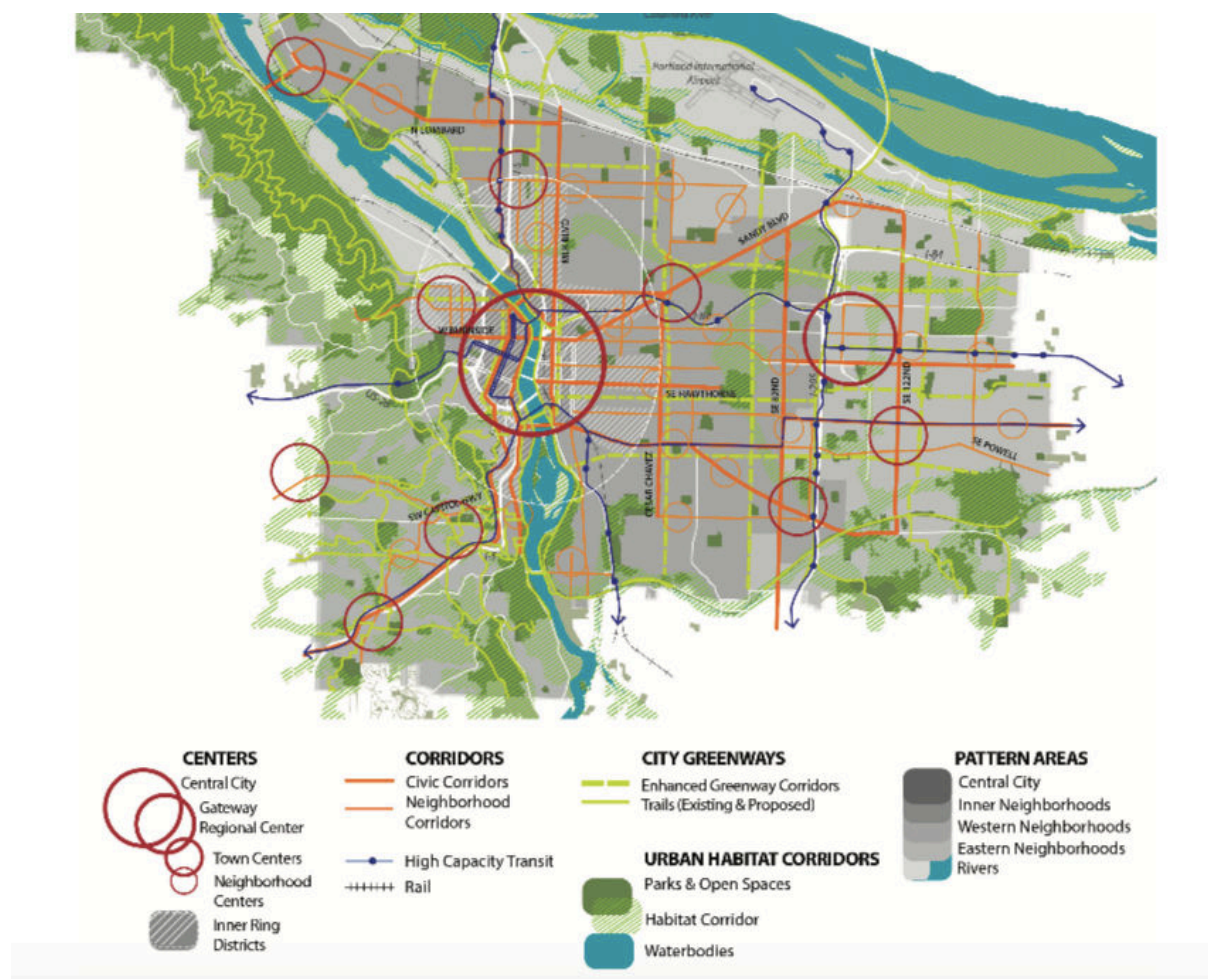 Portland International
Airport
N LOMBARD
MLK BLVD
SANDY BLVD
I-84
W BURNSIDE
SE HAWTHORNE
SE 82ND
I-205
SE 122ND
SE POWELL
CESAR CHAVEZ
SW CAPITOL HWY
I-5
CENTERS
Central City
Gateway
Regional Center
Town Centers
Neighborhood
Centers
Inner Ring
Districts
CORRIDORS
Civic Corridors
Neighborhood
Corridors
High Capacity Transit
Rail
CITY GREENWAYS
Enhanced Greenway Corridors
Trails (Existing & Proposed)
URBAN HABITAT CORRIDORS
Parks & Open Spaces
Habitat Corridor
Waterbodies
PATTERN AREAS
Central City
Inner Neighborhoods
Western Neighborhoods
Eastern Neighborhoods
Rivers